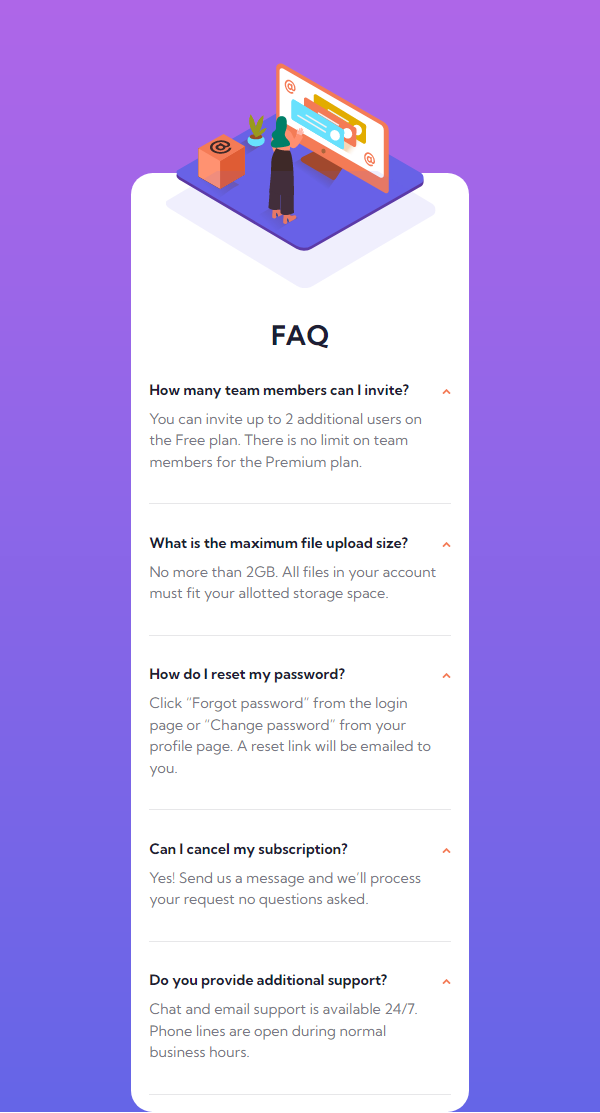 FAQ
How many team members can I invite?
You can invite up to 2 additional users on
the Free plan. There is no limit on team
members for the Premium plan.
What is the maximum file upload size?
No more than 2GB. All files in your account
must fit your allotted storage space.
How do I reset my password?
Click “Forgot password” from the login
page or “Change password” from your
profile page. A reset link will be emailed to
you.
Can I cancel my subscription?
Yes! Send us a message and we’ll process
your request no questions asked.
Do you provide additional support?
Chat and email support is available 24/7.
Phone lines are open during normal
business hours.